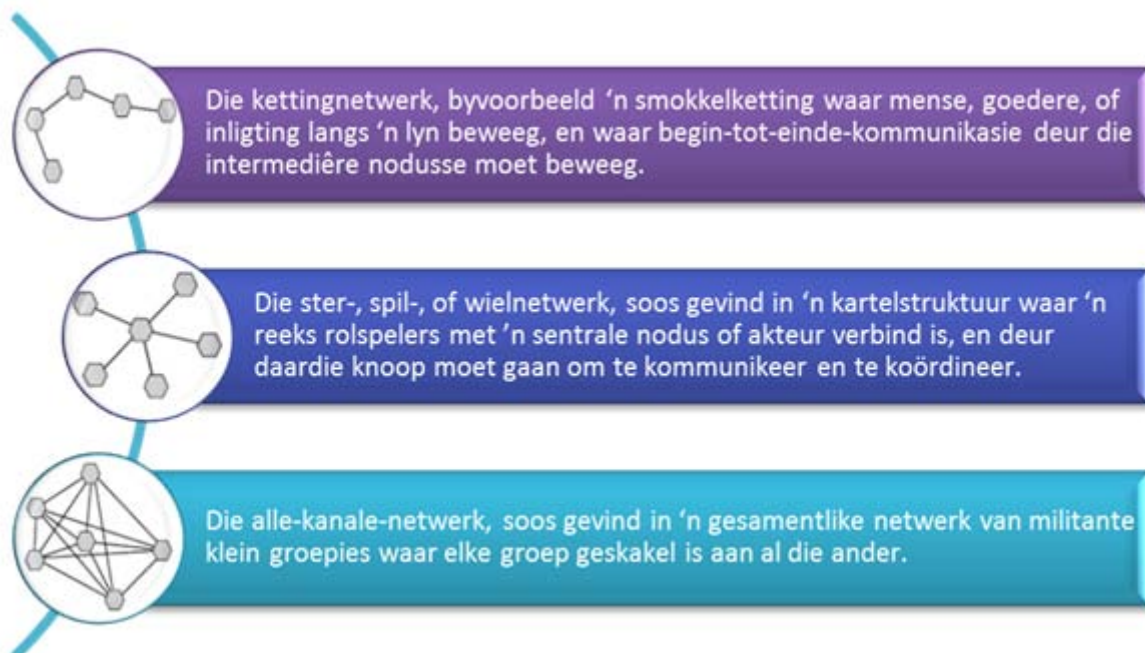 Die kettingnetwerk, byvoorbeeld ‘n smokkelketting waar mense, goedere, of
inligting langs ‘n lyn beweeg, en waar begin-tot-einde-kommunikasie deur die
intermediêre nodusse moet beweeg.
Die ster-, spil-, of wielnetwerk, soos gevind in ‘n kartelstruktuur waar ‘n
reeks rolspelers met ’n sentrale nodus of akteur verbind is, en deur
daardie knoop moet gaan om te kommunikeer en te koördineer.
Die alle-kanale-netwerk, soos gevind in ‘n gesamentlike netwerk van militante
klein groepies waar elke groep geskakel is aan al die ander.